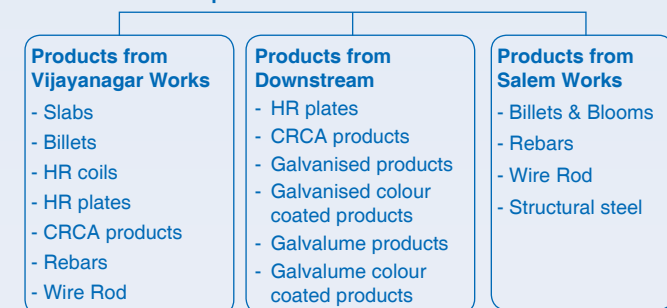 Products from
Vijayanagar Works
- Slabs
- Billets
- HR coils
- HR plates
- CRCA products
- Rebars
- Wire Rod
Products from
Downstream
- HR plates
- CRCA products
- Galvanised products
- Galvanised colour
coated products
- Galvalume products
- Galvalume colour
coated products
Products from
Salem Works
- Billets & Blooms
- Rebars
- Wire Rod
- Structural steel